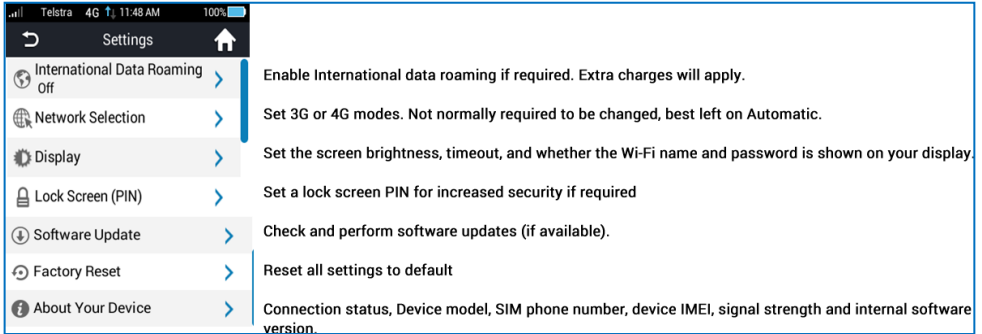 Telstra 4G 11:48 AM 100%
Settings
International Data Roaming
Off
Enable International data roaming if required. Extra charges will apply.
Network Selection
Set 3G or 4G modes. Not normally required to be changed, best left on Automatic.
Display
Set the screen brightness, timeout, and whether the Wi-Fi name and password is shown on your display.
Lock Screen (PIN)
Set a lock screen PIN for increased security if required
Software Update
Check and perform software updates (if available).
Factory Reset
Reset all settings to default
About Your Device
Connection status, Device model, SIM phone number, device IMEI, signal strength and internal software
version.